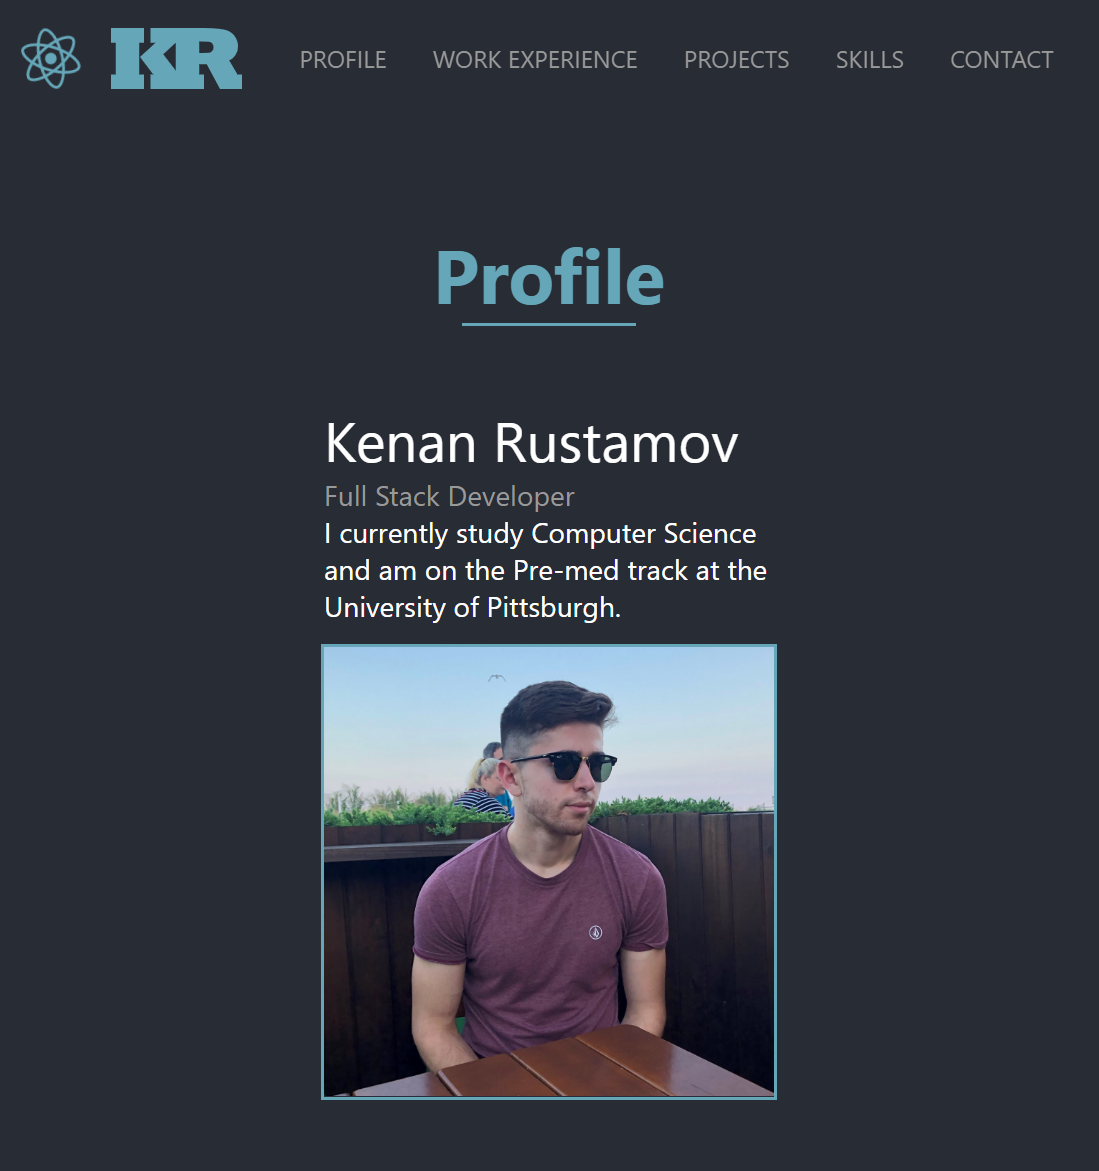 KR PROFILE WORK EXPERIENCE PROJECTS SKILLS CONTACT
Profile
Kenan Rustamov
Full Stack Developer
I currently study Computer Science
and am on the Pre-med track at the
University of Pittsburgh.